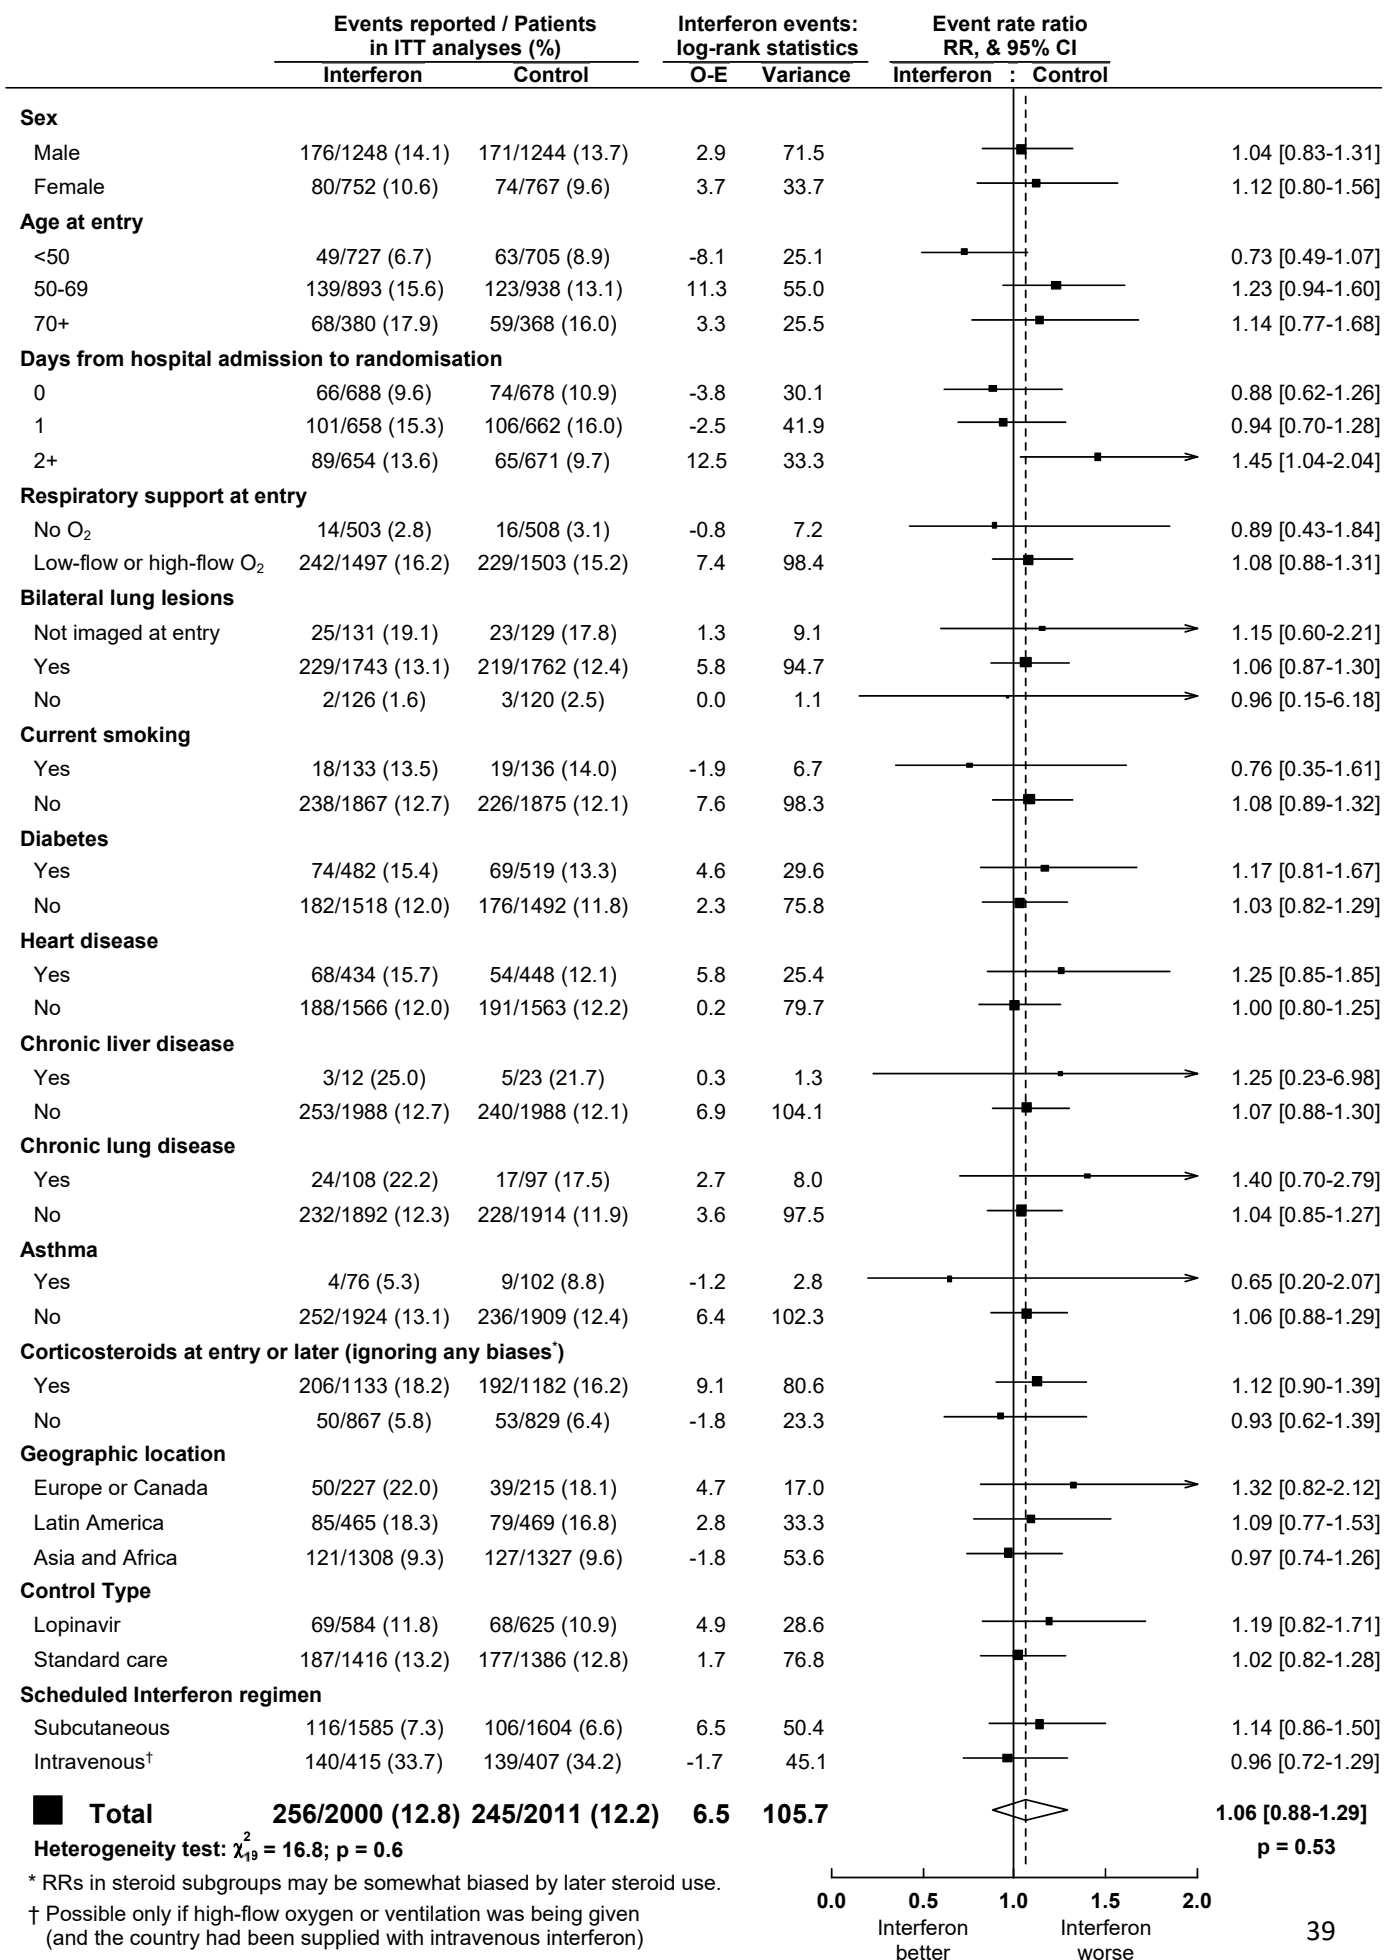 Events reported / Patients in ITT analyses (%) Interferon events: log-rank statistics Event rate ratio RR, & 95% CI
Interferon Control O-E Variance Interferon : Control
Sex
Male 176/1248 (14.1) 171/1244 (13.7) 2.9 71.5 1.04 [0.83-1.31]
Female 80/752 (10.6) 74/767 (9.6) 3.7 33.7 1.12 [0.80-1.56]
Age at entry
<50 49/727 (6.7) 63/705 (8.9) -8.1 25.1 0.73 [0.49-1.07]
50-69 139/893 (15.6) 123/938 (13.1) 11.3 55.0 1.23 [0.94-1.60]
70+ 68/380 (17.9) 59/368 (16.0) 3.3 25.5 1.14 [0.77-1.68]
Days from hospital admission to randomisation
0 66/688 (9.6) 74/678 (10.9) -3.8 30.1 0.88 [0.62-1.26]
1 101/658 (15.3) 106/662 (16.0) -2.5 41.9 0.94 [0.70-1.28]
2+ 89/654 (13.6) 65/671 (9.7) 12.5 33.3 1.45 [1.04-2.04]
Respiratory support at entry
No O₂ 14/503 (2.8) 16/508 (3.1) -0.8 7.2 0.89 [0.43-1.84]
Low-flow or high-flow O₂ 242/1497 (16.2) 229/1503 (15.2) 7.4 98.4 1.08 [0.88-1.31]
Bilateral lung lesions
Not imaged at entry 25/131 (19.1) 23/129 (17.8) 1.3 9.1 1.15 [0.60-2.21]
Yes 229/1743 (13.1) 219/1762 (12.4) 5.8 94.7 1.06 [0.87-1.30]
No 2/126 (1.6) 3/120 (2.5) 0.0 1.1 0.96 [0.15-6.18]
Current smoking
Yes 18/133 (13.5) 19/136 (14.0) -1.9 6.7 0.76 [0.35-1.61]
No 238/1867 (12.7) 226/1875 (12.1) 7.6 98.3 1.08 [0.89-1.32]
Diabetes
Yes 74/482 (15.4) 69/519 (13.3) 4.6 29.6 1.17 [0.81-1.67]
No 182/1518 (12.0) 176/1492 (11.8) 2.3 75.8 1.03 [0.82-1.29]
Heart disease
Yes 68/434 (15.7) 54/448 (12.1) 5.8 25.4 1.25 [0.85-1.85]
No 188/1566 (12.0) 191/1563 (12.2) 0.2 79.7 1.00 [0.80-1.25]
Chronic liver disease
Yes 3/12 (25.0) 5/23 (21.7) 0.3 1.3 1.25 [0.23-6.98]
No 253/1988 (12.7) 240/1988 (12.1) 6.9 104.1 1.07 [0.88-1.30]
Chronic lung disease
Yes 24/108 (22.2) 17/97 (17.5) 2.7 8.0 1.40 [0.70-2.79]
No 232/1892 (12.3) 228/1914 (11.9) 3.6 97.5 1.04 [0.85-1.27]
Asthma
Yes 4/76 (5.3) 9/102 (8.8) -1.2 2.8 0.65 [0.20-2.07]
No 252/1924 (13.1) 236/1909 (12.4) 6.4 102.3 1.06 [0.88-1.29]
Corticosteroids at entry or later (ignoring any biases*)
Yes 206/1133 (18.2) 192/1182 (16.2) 9.1 80.6 1.12 [0.90-1.39]
No 50/867 (5.8) 53/829 (6.4) -1.8 23.3 0.93 [0.62-1.39]
Geographic location
Europe or Canada 50/227 (22.0) 39/215 (18.1) 4.7 17.0 1.32 [0.82-2.12]
Latin America 85/465 (18.3) 79/469 (16.8) 2.8 33.3 1.09 [0.77-1.53]
Asia and Africa 121/1308 (9.3) 127/1327 (9.6) -1.8 53.6 0.97 [0.74-1.26]
Control Type
Lopinavir 69/584 (11.8) 68/625 (10.9) 4.9 28.6 1.19 [0.82-1.71]
Standard care 187/1416 (13.2) 177/1386 (12.8) 1.7 76.8 1.02 [0.82-1.28]
Scheduled Interferon regimen
Subcutaneous 116/1585 (7.3) 106/1604 (6.6) 6.5 50.4 1.14 [0.86-1.50]
Intravenous† 140/415 (33.7) 139/407 (34.2) -1.7 45.1 0.96 [0.72-1.29]
Total 256/2000 (12.8) 245/2011 (12.2) 6.5 105.7 1.06 [0.88-1.29]
Heterogeneity test: χ²₁₉ = 16.8; p = 0.6 p = 0.53
* RRs in steroid subgroups may be somewhat biased by later steroid use.
† Possible only if high-flow oxygen or ventilation was being given
(and the country had been supplied with intravenous interferon)
0.0 0.5 1.0 1.5 2.0
Interferon better Interferon worse
39